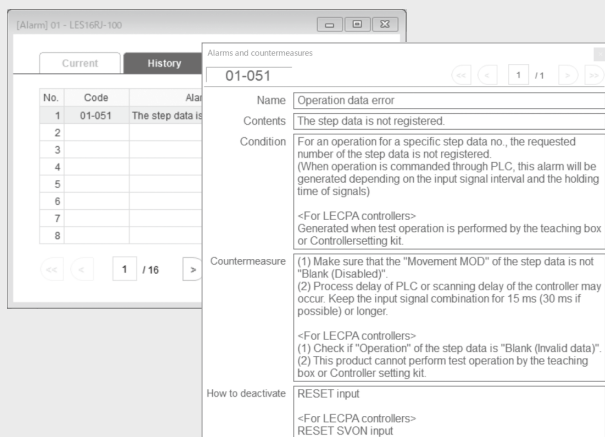 [Alarm] 01 - LES16RJ-100
Current
History
No.
Code
1
01-051
The step data is
2
3
4
5
6
7
8
<<
<
1
/ 16
>
Alarms and countermeasures
01-051
<<
<
1
/ 1
>
>>
Name
Operation data error
Contents
The step data is not registered.
Condition
For an operation for a specific step data no., the requested
number of the step data is not registered.
(When operation is commanded through PLC, this alarm will be
generated depending on the input signal interval and the holding
time of signals)
<For LECPA controllers>
Generated when test operation is performed by the teaching box
or Controllersetting kit.
Countermeasure
(1) Make sure that the "Movement MOD" of the step data is not
"Blank (Disabled)".
(2) Process delay of PLC or scanning delay of the controller may
occur. Keep the input signal combination for 15 ms (30 ms if
possible) or longer.
<For LECPA controllers>
(1) Check if "Operation" of the step data is "Blank (Invalid data)".
(2) This product cannot perform test operation by the teaching
box or Controller setting kit.
How to deactivate
RESET input
<For LECPA controllers>
RESET SVON input